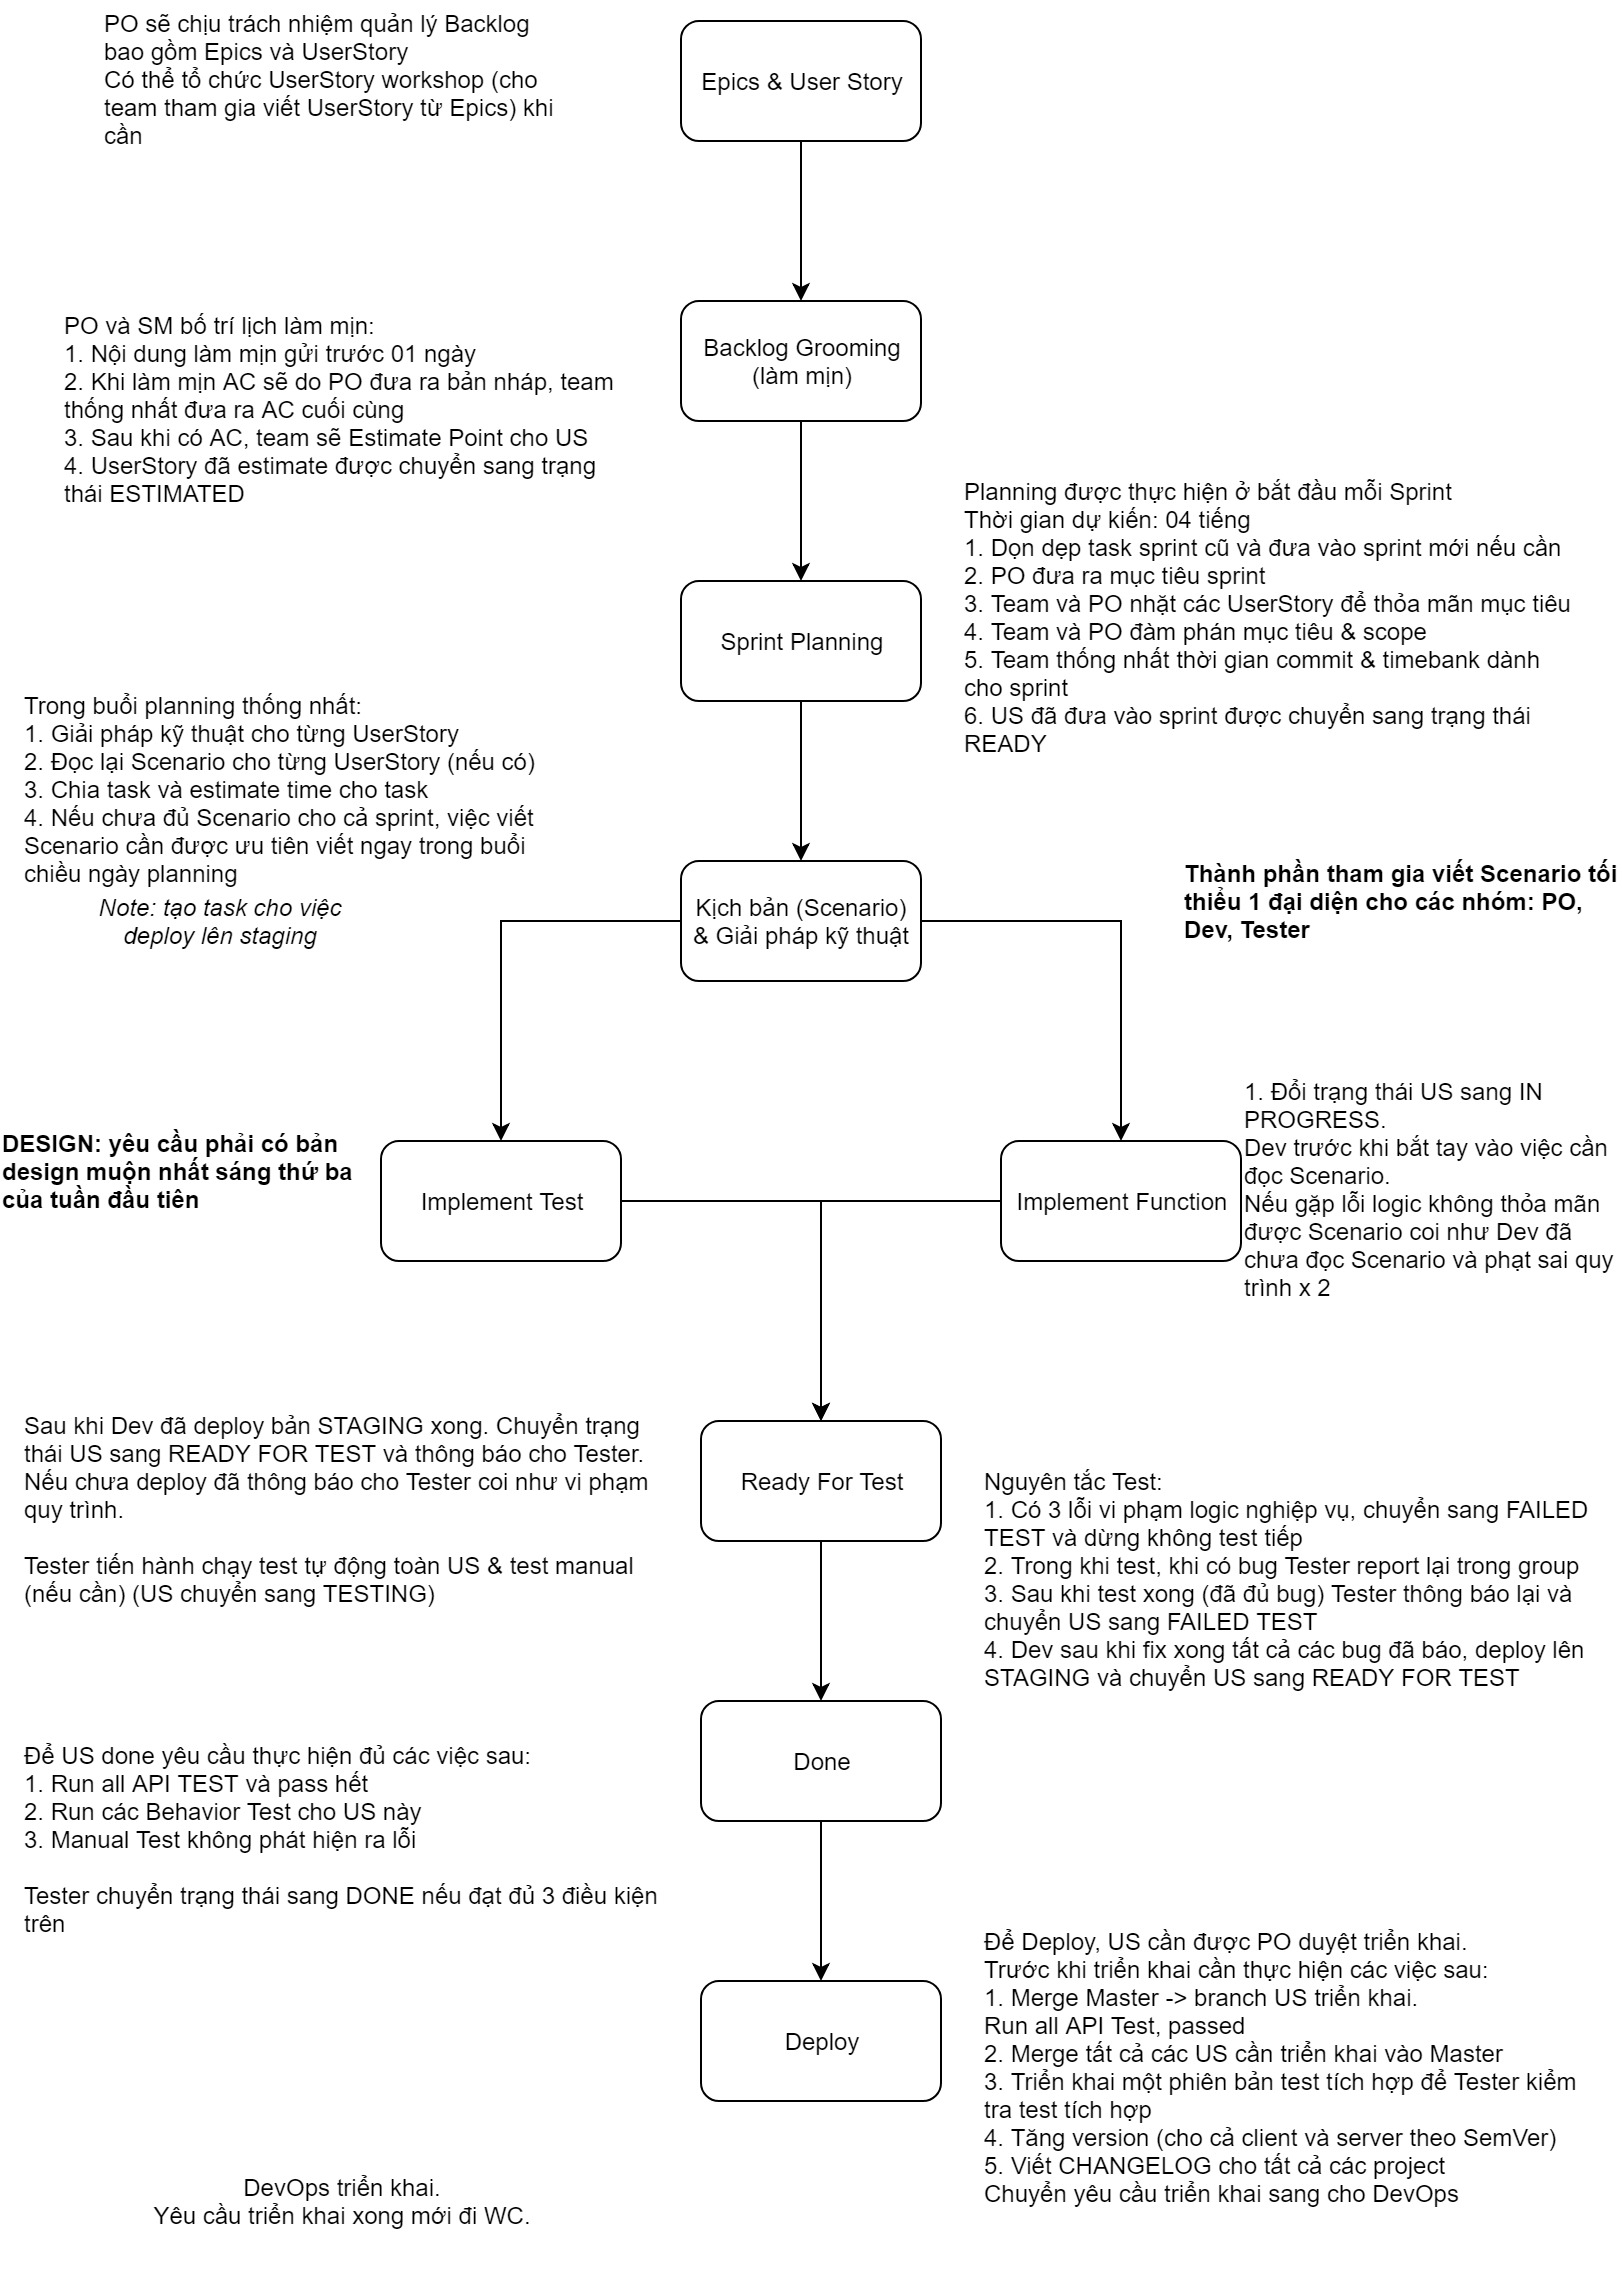 PO sẽ chịu trách nhiệm quản lý Backlog
bao gồm Epics và UserStory
Có thể tổ chức UserStory workshop (cho
team tham gia viết UserStory từ Epics) khi
cần
Epics & User Story
PO và SM bố trí lịch làm mịn:
1. Nội dung làm mịn gửi trước 01 ngày
2. Khi làm mịn AC sẽ do PO đưa ra bản nháp, team
thống nhất đưa ra AC cuối cùng
3. Sau khi có AC, team sẽ Estimate Point cho US
4. UserStory đã estimate được chuyển sang trạng
thái ESTIMATED
Backlog Grooming
(làm mịn)
Planning được thực hiện ở bắt đầu mỗi Sprint
Thời gian dự kiến: 04 tiếng
1. Dọn dẹp task sprint cũ và đưa vào sprint mới nếu cần
2. PO đưa ra mục tiêu sprint
3. Team và PO nhặt các UserStory để thỏa mãn mục tiêu
4. Team và PO đàm phán mục tiêu & scope
5. Team thống nhất thời gian commit & timebank dành
cho sprint
6. US đã đưa vào sprint được chuyển sang trạng thái
READY
Sprint Planning
Trong buổi planning thống nhất:
1. Giải pháp kỹ thuật cho từng UserStory
2. Đọc lại Scenario cho từng UserStory (nếu có)
3. Chia task và estimate time cho task
4. Nếu chưa đủ Scenario cho cả sprint, việc viết
Scenario cần được ưu tiên viết ngay trong buổi
chiều ngày planning
Note: tạo task cho việc
deploy lên staging
Kịch bản (Scenario)
& Giải pháp kỹ thuật
Thành phần tham gia viết Scenario tối
thiểu 1 đại diện cho các nhóm: PO,
Dev, Tester
DESIGN: yêu cầu phải có bản
design muộn nhất sáng thứ ba
của tuần đầu tiên
Implement Test
Implement Function
1. Đổi trạng thái US sang IN
PROGRESS.
Dev trước khi bắt tay vào việc cần
đọc Scenario.
Nếu gặp lỗi logic không thỏa mãn
được Scenario coi như Dev đã
chưa đọc Scenario và phạt sai quy
trình x 2
Sau khi Dev đã deploy bản STAGING xong. Chuyển trạng
thái US sang READY FOR TEST và thông báo cho Tester.
Nếu chưa deploy đã thông báo cho Tester coi như vi phạm
quy trình.
Tester tiến hành chạy test tự động toàn US & test manual
(nếu cần) (US chuyển sang TESTING)
Ready For Test
Nguyên tắc Test:
1. Có 3 lỗi vi phạm logic nghiệp vụ, chuyển sang FAILED
TEST và dừng không test tiếp
2. Trong khi test, khi có bug Tester report lại trong group
3. Sau khi test xong (đã đủ bug) Tester thông báo lại và
chuyển US sang FAILED TEST
4. Dev sau khi fix xong tất cả các bug đã báo, deploy lên
STAGING và chuyển US sang READY FOR TEST
Để US done yêu cầu thực hiện đủ các việc sau:
1. Run all API TEST và pass hết
2. Run các Behavior Test cho US này
3. Manual Test không phát hiện ra lỗi
Tester chuyển trạng thái sang DONE nếu đạt đủ 3 điều kiện
trên
Done
Để Deploy, US cần được PO duyệt triển khai.
Trước khi triển khai cần thực hiện các việc sau:
1. Merge Master -> branch US triển khai.
Run all API Test, passed
2. Merge tất cả các US cần triển khai vào Master
3. Triển khai một phiên bản test tích hợp để Tester kiểm
tra test tích hợp
4. Tăng version (cho cả client và server theo SemVer)
5. Viết CHANGELOG cho tất cả các project
Chuyển yêu cầu triển khai sang cho DevOps
Deploy
DevOps triển khai.
Yêu cầu triển khai xong mới đi WC.